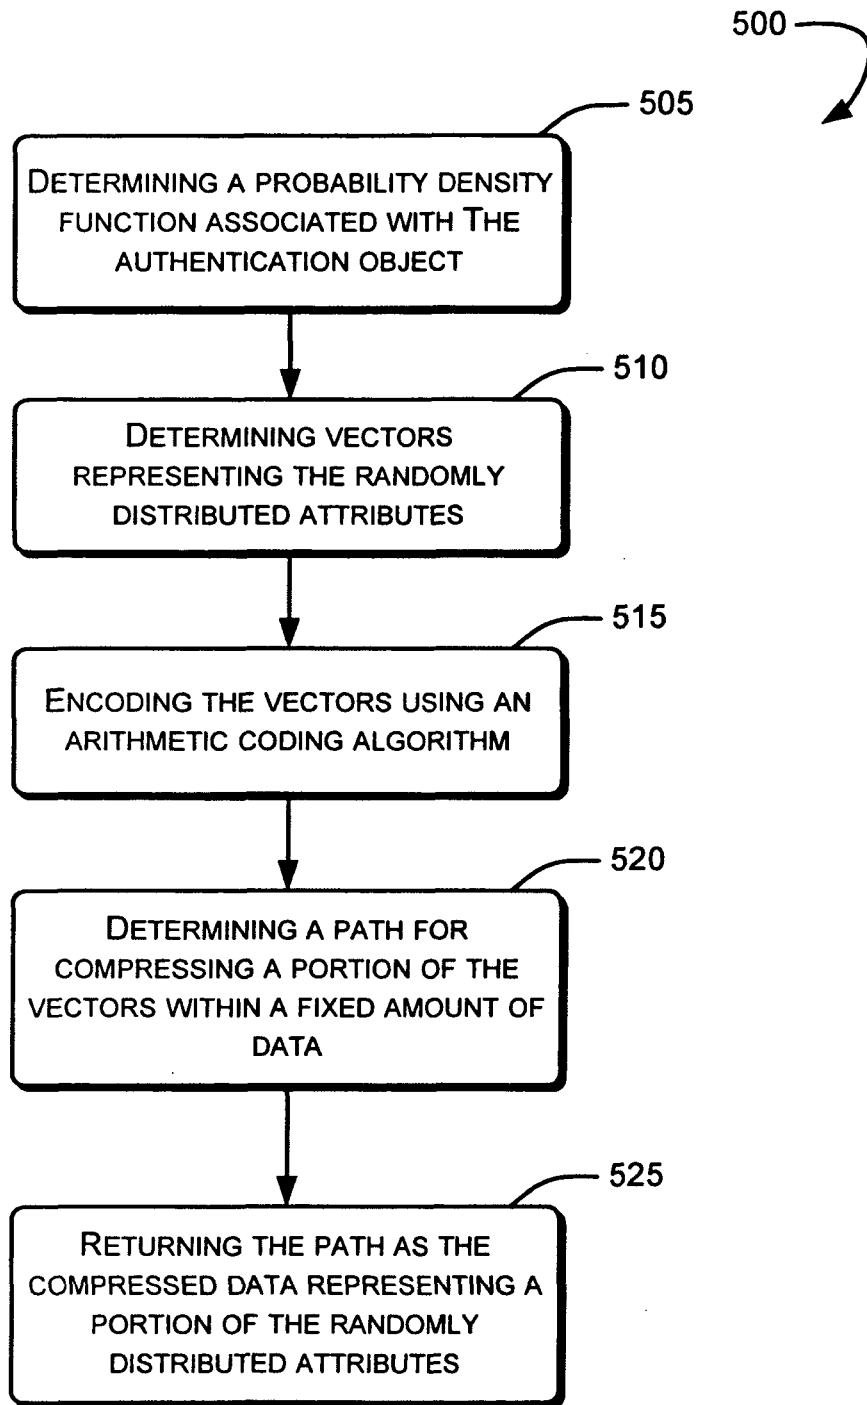 500
505
DETERMINING A PROBABILITY DENSITY
FUNCTION ASSOCIATED WITH THE
AUTHENTICATION OBJECT
510
DETERMINING VECTORS
REPRESENTING THE RANDOMLY
DISTRIBUTED ATTRIBUTES
515
ENCODING THE VECTORS USING AN
ARITHMETIC CODING ALGORITHM
520
DETERMINING A PATH FOR
COMPRESSING A PORTION OF THE
VECTORS WITHIN A FIXED AMOUNT OF
DATA
525
RETURNING THE PATH AS THE
COMPRESSED DATA REPRESENTING A
PORTION OF THE RANDOMLY
DISTRIBUTED ATTRIBUTES